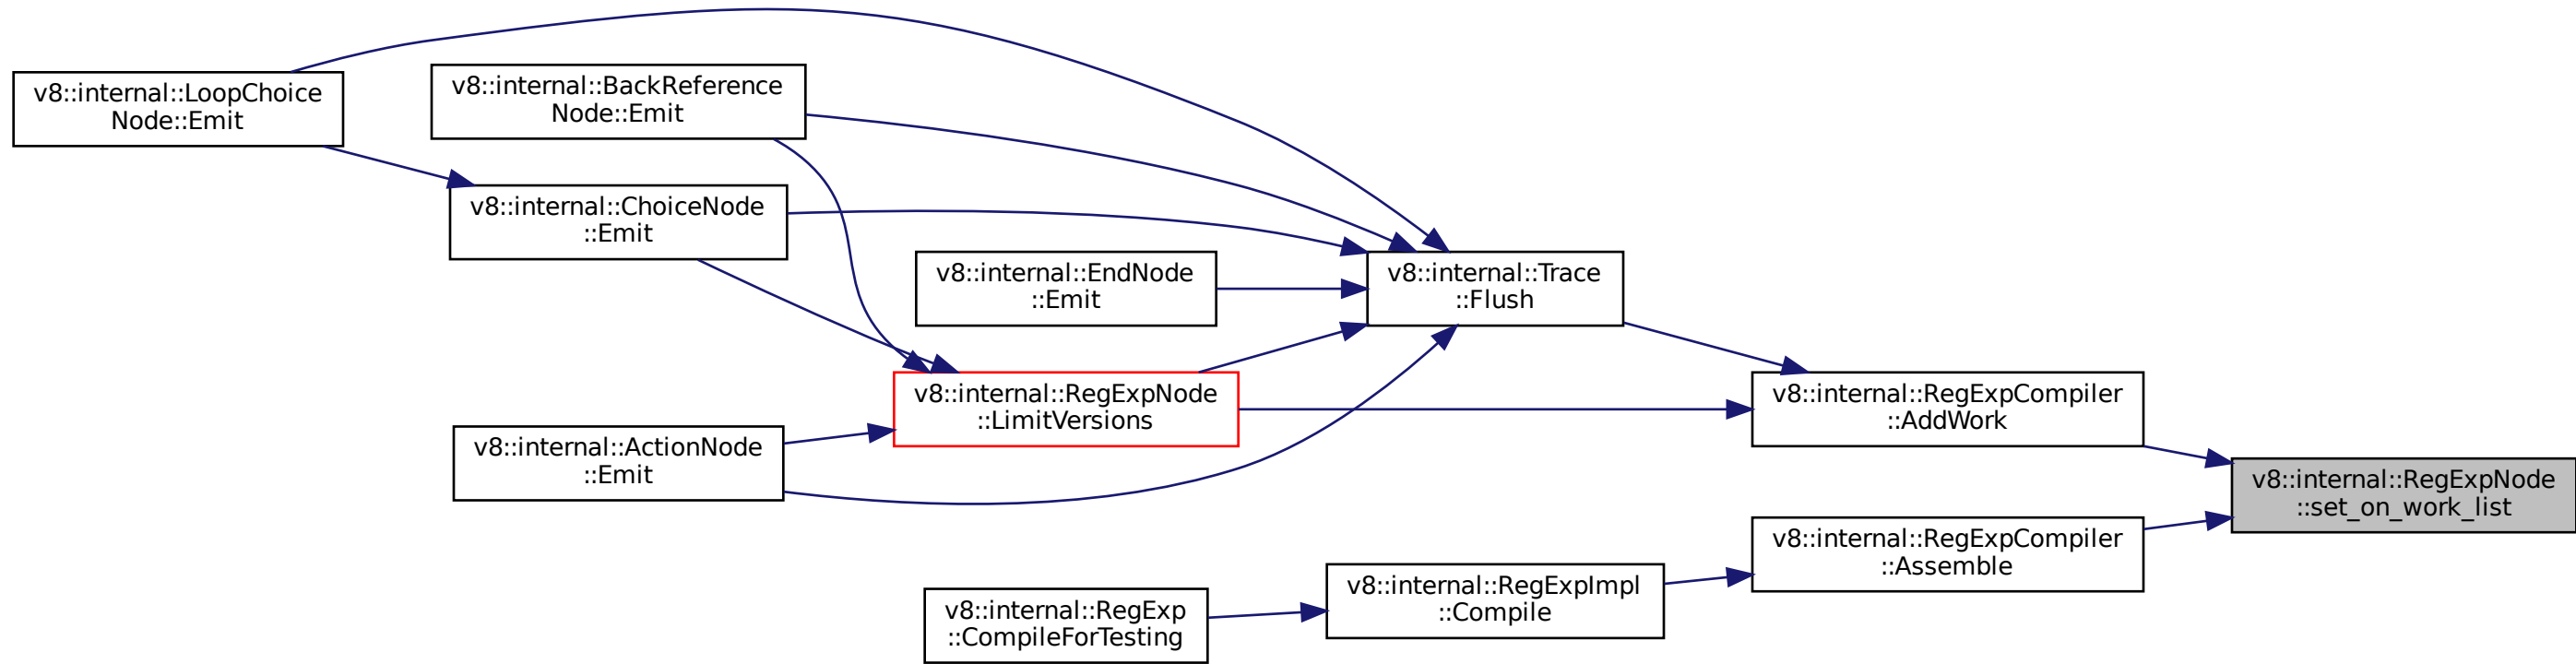 v8::internal::LoopChoice
Node::Emit
v8::internal::BackReference
Node::Emit
v8::internal::ChoiceNode
::Emit
v8::internal::EndNode
::Emit
v8::internal::Trace
::Flush
v8::internal::RegExpNode
::LimitVersions
v8::internal::RegExpCompiler
::AddWork
v8::internal::ActionNode
::Emit
v8::internal::RegExpNode
::set_on_work_list
v8::internal::RegExpCompiler
::Assemble
v8::internal::RegExpImpl
::Compile
v8::internal::RegExp
::CompileForTesting